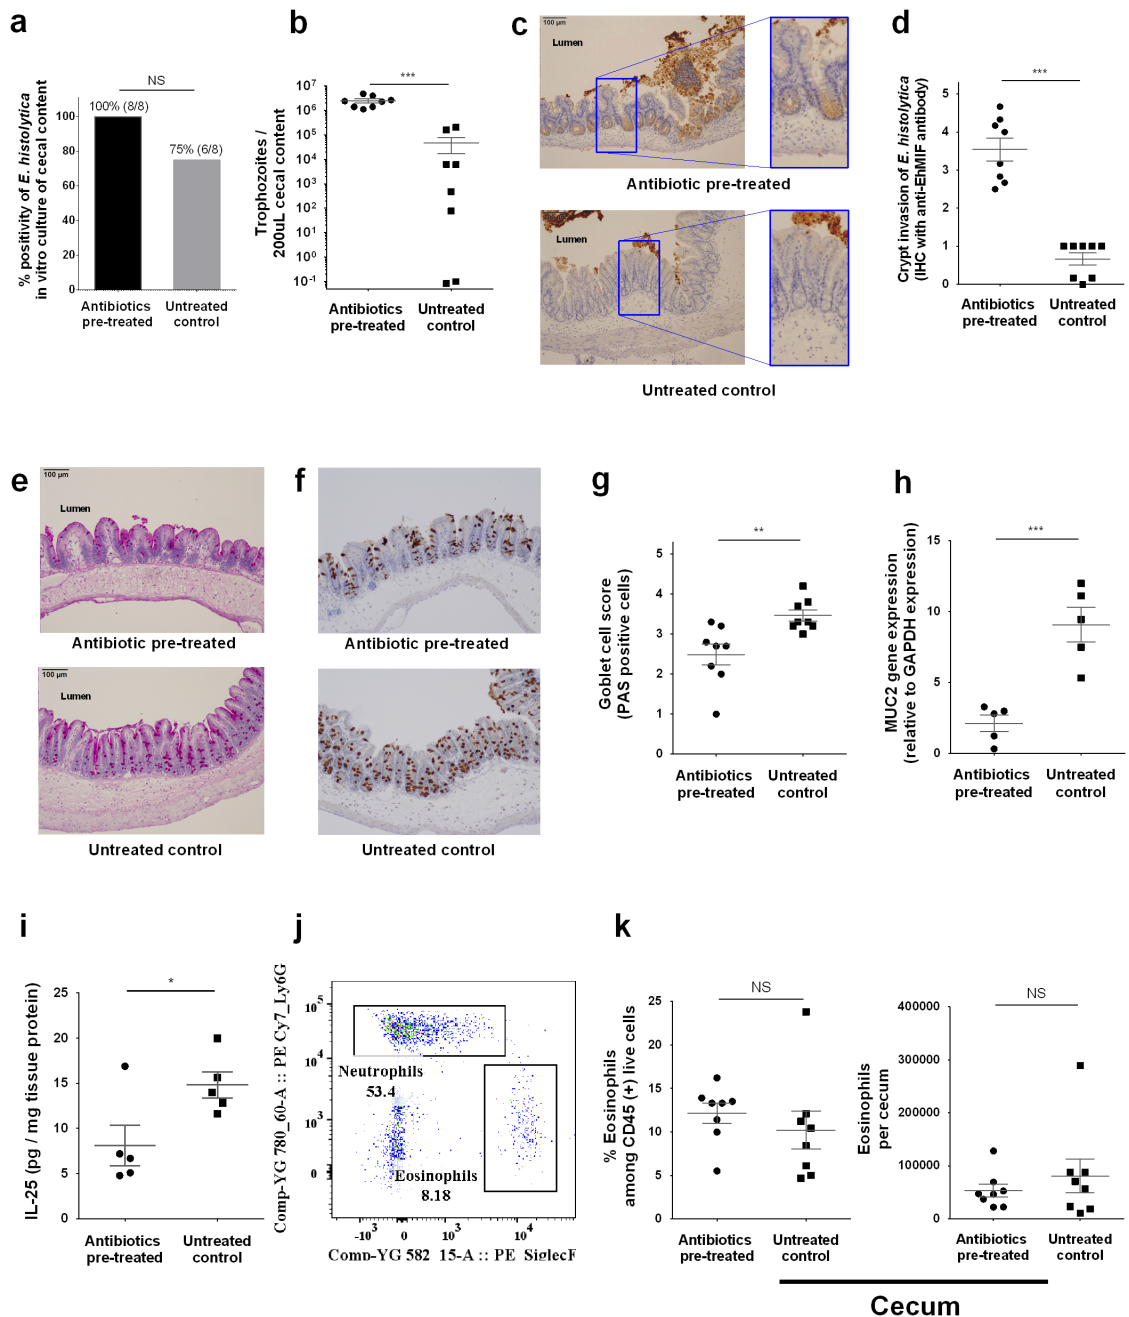 a
NS
100% (8/8)
75% (6/8)
% positivity of E. histolytica
in vitro culture of cecal content
100
80
60
40
20
0
Antibiotics
pre-treated
Untreated
control
b
***
Trophozoites /
200uL cecal content
10⁷
10⁶
10⁵
10⁴
10³
10²
10¹
10⁰
10⁻¹
Antibiotics
pre-treated
Untreated
control
c
100 µm
Lumen
Antibiotic pre-treated
Lumen
Untreated control
d
***
Crypt invasion of E. histolytica
(IHC with anti-EhMIF antibody)
5
4
3
2
1
0
Antibiotics
pre-treated
Untreated
control
e
100 µm
Lumen
Antibiotic pre-treated
100 µm
Lumen
Untreated control
f
Antibiotic pre-treated
Untreated control
g
**
Goblet cell score
(PAS positive cells)
5
4
3
2
1
0
Antibiotics
pre-treated
Untreated
control
h
***
MUC2 gene expression
(relative to GAPDH expression)
15
10
5
0
Antibiotics
pre-treated
Untreated
control
i
*
IL-25 (pg / mg tissue protein)
25
20
15
10
5
0
Antibiotics
pre-treated
Untreated
control
j
Comp-YG 780_60-A :: PE Cy7_Ly6G
10⁵
10⁴
10³
0
Neutrophils
53.4
Eosinophils
8.18
-10³
0
10³
10⁴
Comp-YG 582_15-A :: PE_SiglecF
k
NS
% Eosinophils
among CD45 (+) live cells
25
20
15
10
5
0
Antibiotics
pre-treated
Untreated
control
NS
Eosinophils
per cecum
400000
300000
200000
100000
0
Antibiotics
pre-treated
Untreated
control
Cecum